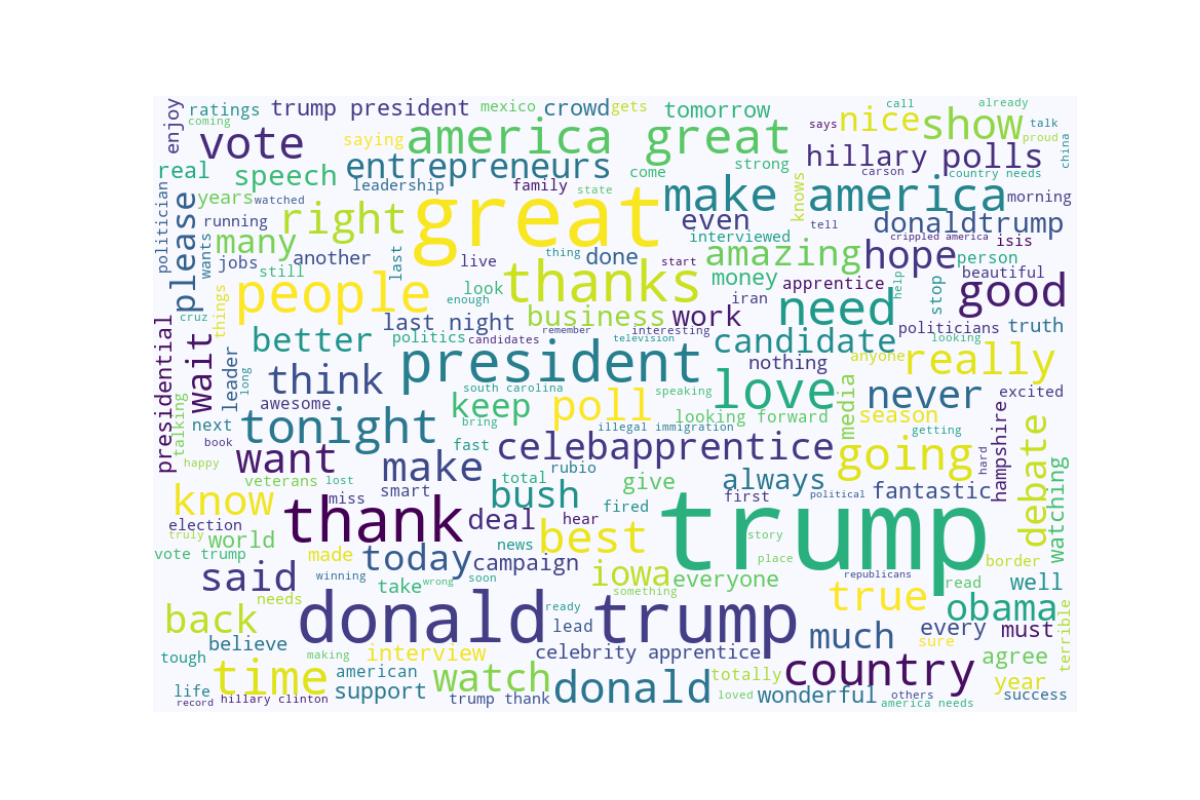 enjoy ratings trump president mexico crowd gets tomorrow call already
coming vote saying america great says nice show talk proud china
real speech entrepreneurs strong hillary polls
leadership family state come carson country needs
politician years watched right great make knows america morning
please wants running many even tell donaldtrump
another last interviewed amazing crippled america isis
jobs still live thing done start hope person
things people look thanks money apprentice help stop beautiful good
cruz enough iran need
presidential wait last night business work politicians truth
better politics candidates remember interesting television candidate looking
leader long think president nothing anyone really
talking awesome south carolina speaking love media never excited
next tonight keep poll looking forward season hampshire debate
book bring illegal immigration getting
happy want fast celebapprentice going hard watching
veterans lost make total rubio give always
know miss smart bush first political fantastic
thank deal hear fired trump
election truly world best news story
vote trump made today campaign place border
said winning take wrong soon iowa everyone republicans read well
needs something true
back donald trump ready lead much obama every must terrible
believe sure
tough making interview celebrity apprentice agree
time american watch totally country year
life support donald loved wonderful others success
record hillary clinton trump thank america needs